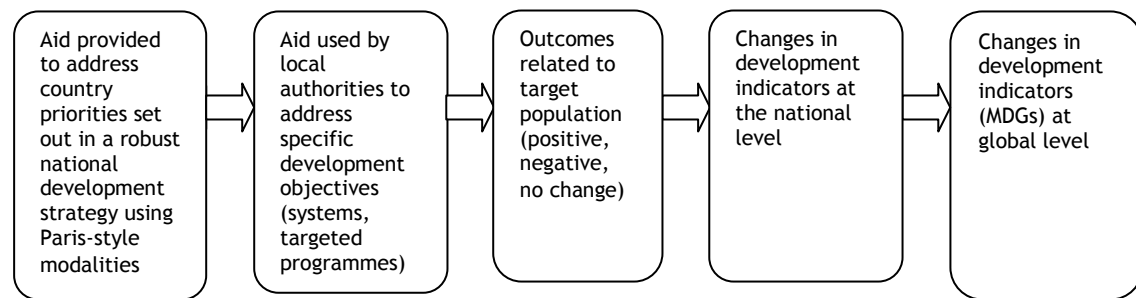 Aid provided
to address
country
priorities set
out in a robust
national
development
strategy using
Paris-style
modalities
Aid used by
local
authorities to
address
specific
development
objectives
(systems,
targeted
programmes)
Outcomes
related to
target
population
(positive,
negative,
no change)
Changes in
development
indicators at
the national
level
Changes in
development
indicators
(MDGs) at
global level